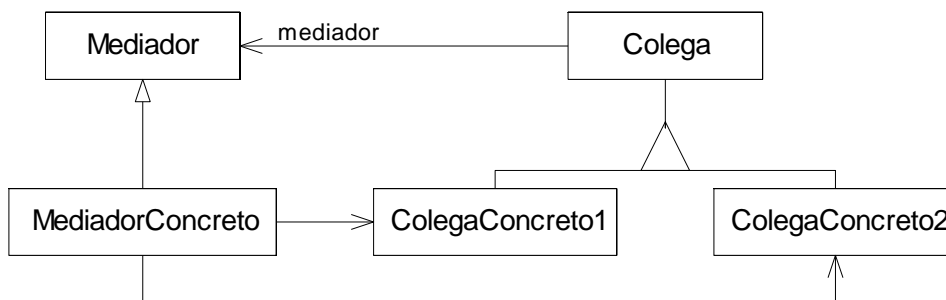 Mediador
mediador
Colega
MediadorConcreto
ColegaConcreto1
ColegaConcreto2